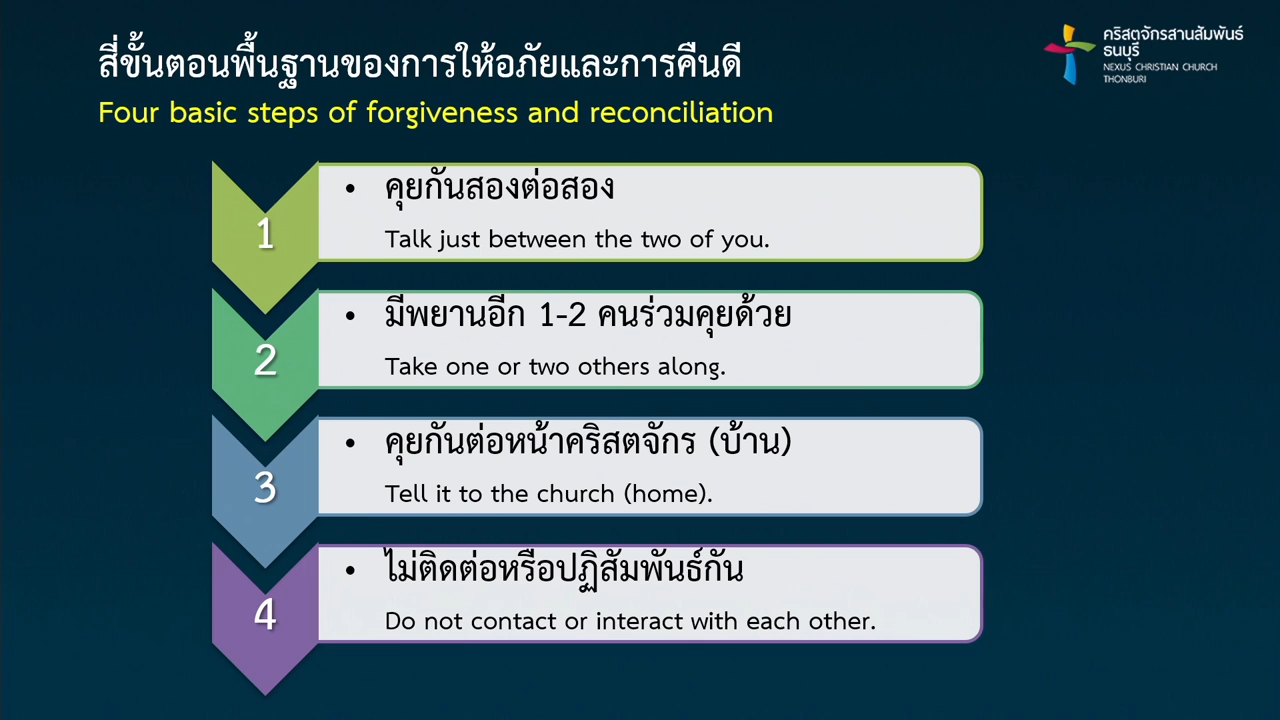 สี่ขั้นตอนพื้นฐานของการให้อภัยและการคืนดี
Four basic steps of forgiveness and reconciliation
คริสตจักรสานสัมพันธ์
ธนบุรี
NEXUS CHRISTIAN CHURCH
THONBURI
1
• คุยกันสองต่อสอง
Talk just between the two of you.
2
• มีพยานอีก 1-2 คนร่วมคุยด้วย
Take one or two others along.
3
• คุยกันต่อหน้าคริสตจักร (บ้าน)
Tell it to the church (home).
4
• ไม่ติดต่อหรือปฏิสัมพันธ์กัน
Do not contact or interact with each other.